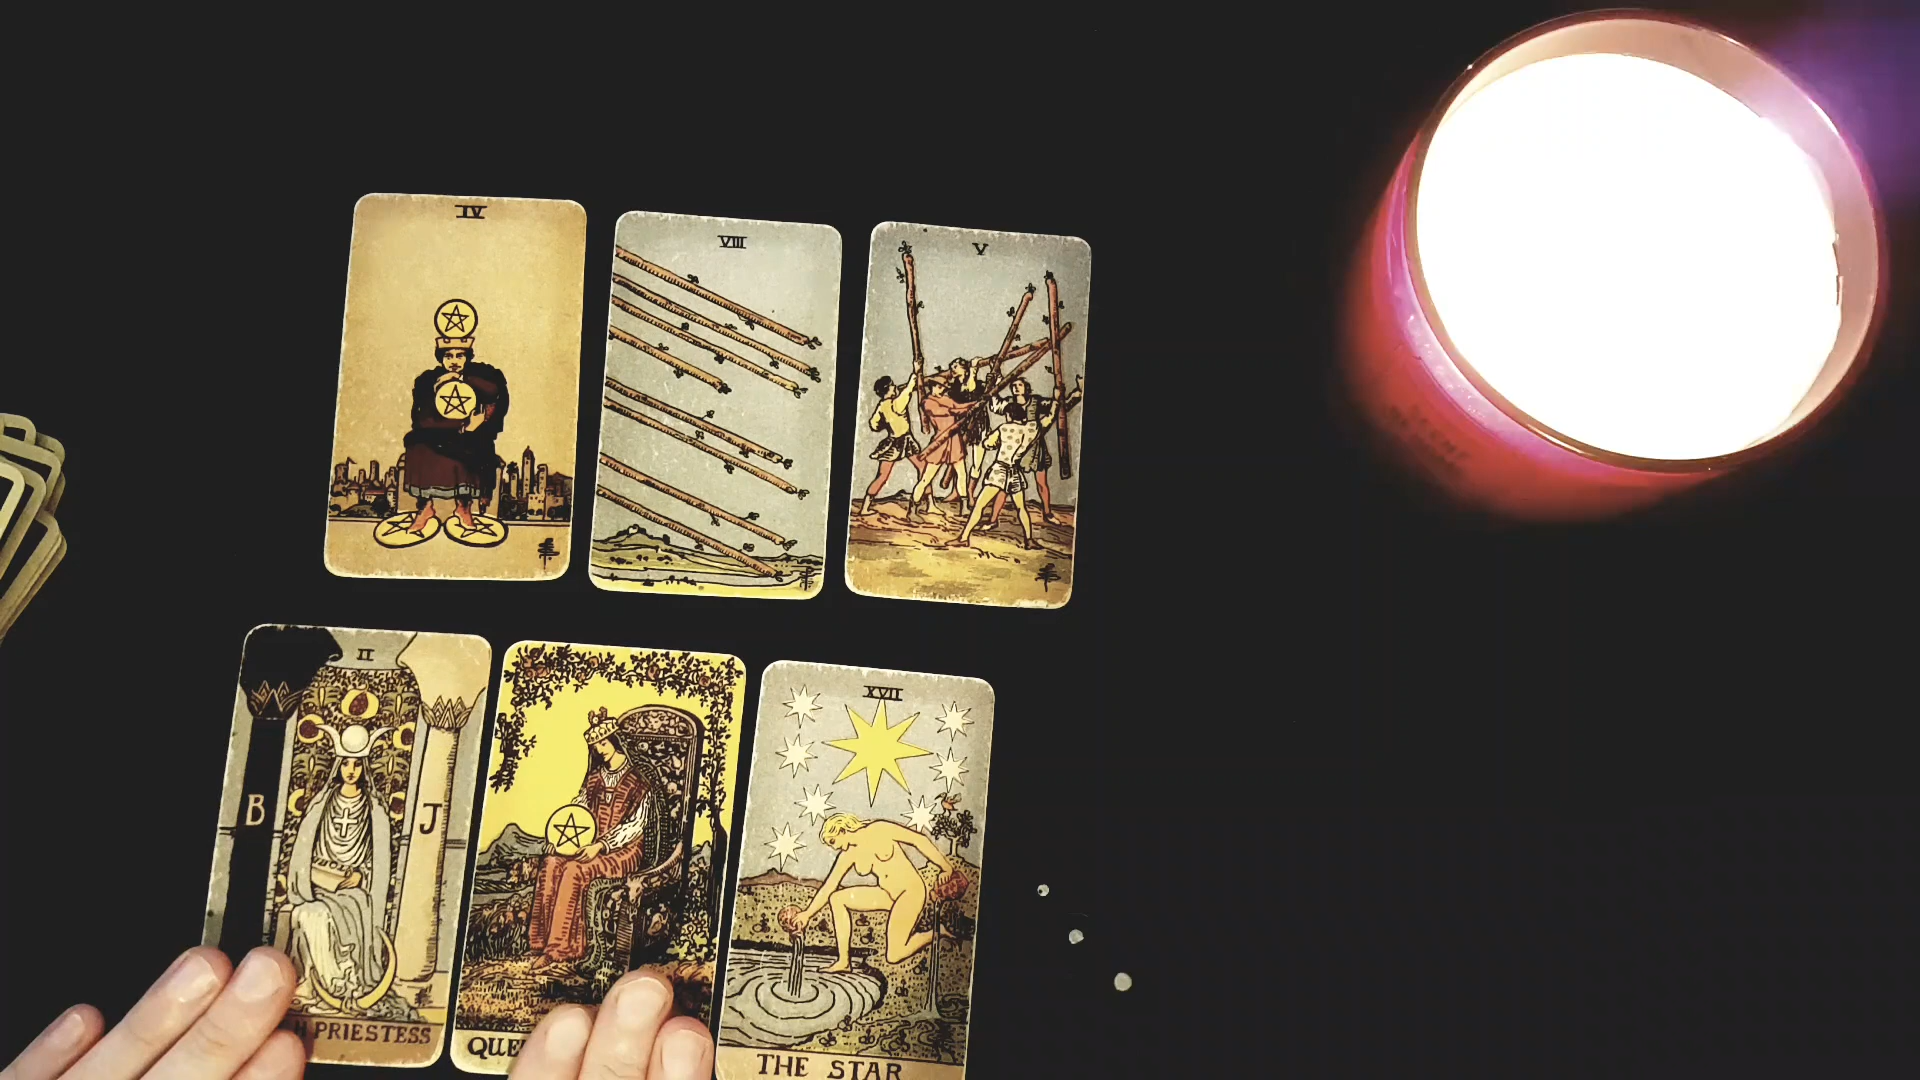 IV
VIII
V
II
B
J
H PRIESTESS
QUE
XVII
THE STAR